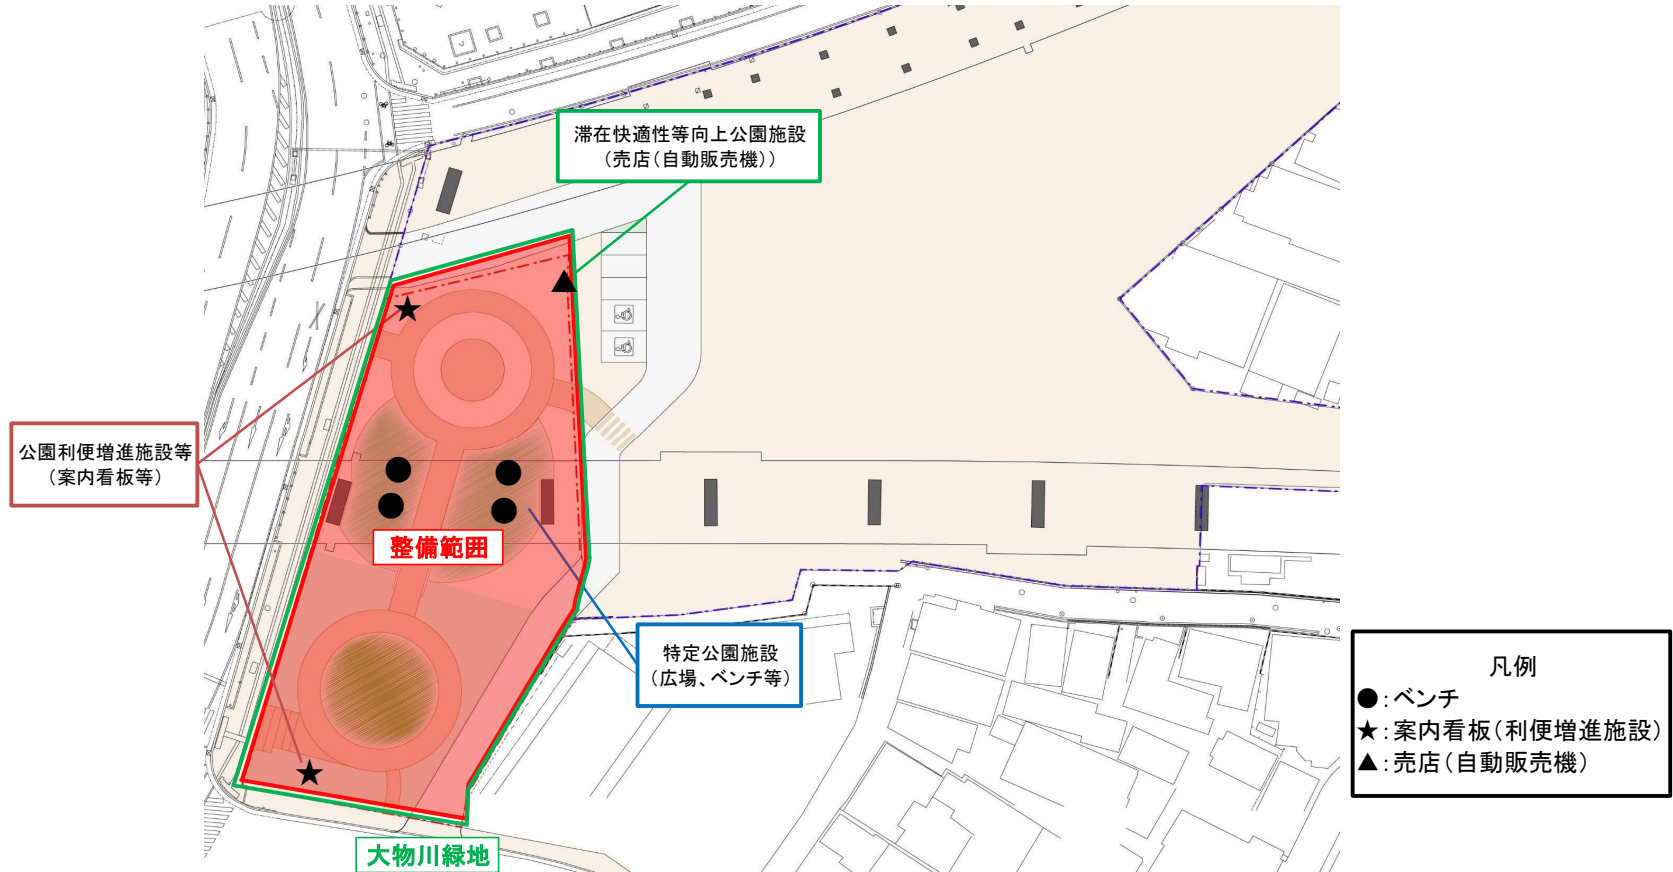 滞在快適性等向上公園施設
(売店(自動販売機))
公園利便増進施設等
(案内看板等)
整備範囲
特定公園施設
(広場、ベンチ等)
大物川緑地
凡例
●:ベンチ
★:案内看板(利便増進施設)
▲:売店(自動販売機)